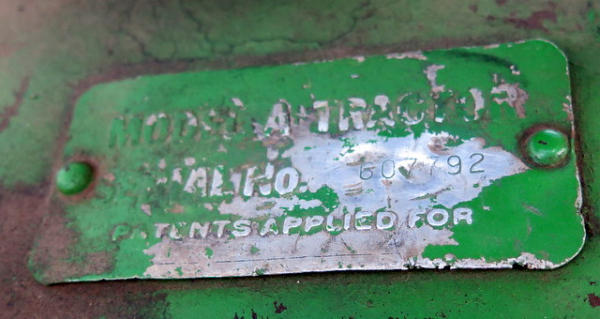 MODEL A TRACTOR
SERIAL NO. 607792
PATENTS APPLIED FOR